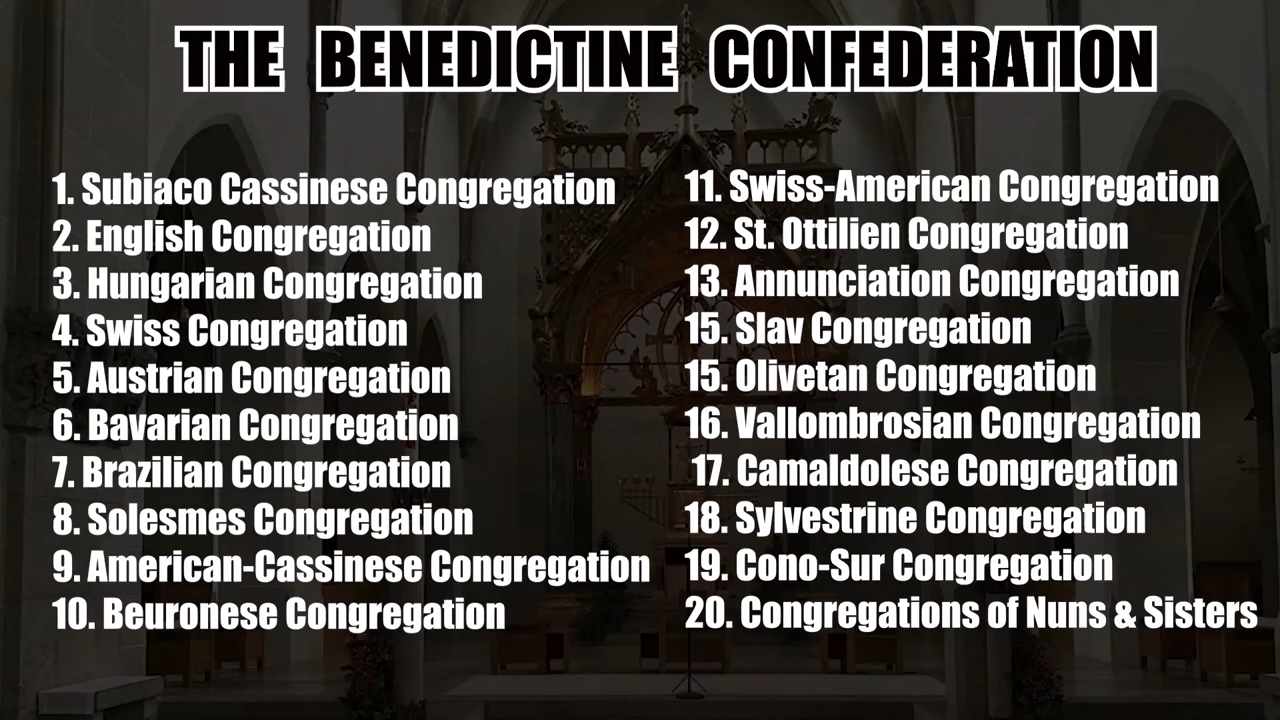 THE BENEDICTINE CONFEDERATION
1. Subiaco Cassinese Congregation
2. English Congregation
3. Hungarian Congregation
4. Swiss Congregation
5. Austrian Congregation
6. Bavarian Congregation
7. Brazilian Congregation
8. Solesmes Congregation
9. American-Cassinese Congregation
10. Beuronese Congregation
11. Swiss-American Congregation
12. St. Ottilien Congregation
13. Annunciation Congregation
15. Slav Congregation
15. Olivetan Congregation
16. Vallombrosian Congregation
17. Camaldolese Congregation
18. Sylvestrine Congregation
19. Cono-Sur Congregation
20. Congregations of Nuns & Sisters